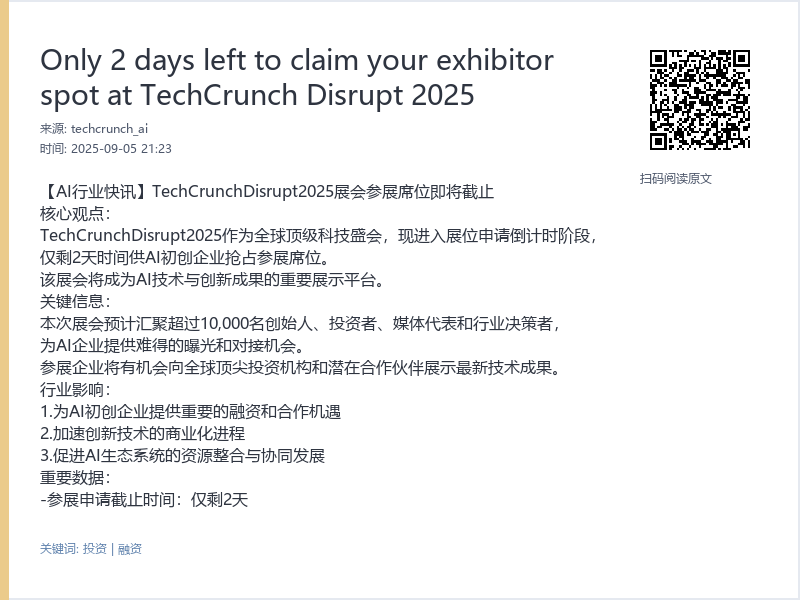 Only 2 days left to claim your exhibitor
spot at TechCrunch Disrupt 2025
来源: techcrunch_ai
时间: 2025-09-05 21:23
扫码阅读原文
【AI行业快讯】TechCrunchDisrupt2025展会参展席位即将截止
核心观点：
TechCrunchDisrupt2025作为全球顶级科技盛会，现进入展位申请倒计时阶段，
仅剩2天时间供AI初创企业抢占参展席位。
该展会将成为AI技术与创新成果的重要展示平台。
关键信息：
本次展会预计汇聚超过10,000名创始人、投资者、媒体代表和行业决策者，
为AI企业提供难得的曝光和对接机会。
参展企业将有机会向全球顶尖投资机构和潜在合作伙伴展示最新技术成果。
行业影响：
1.为AI初创企业提供重要的融资和合作机遇
2.加速创新技术的商业化进程
3.促进AI生态系统的资源整合与协同发展
重要数据：
-参展申请截止时间：仅剩2天
关键词: 投资 | 融资